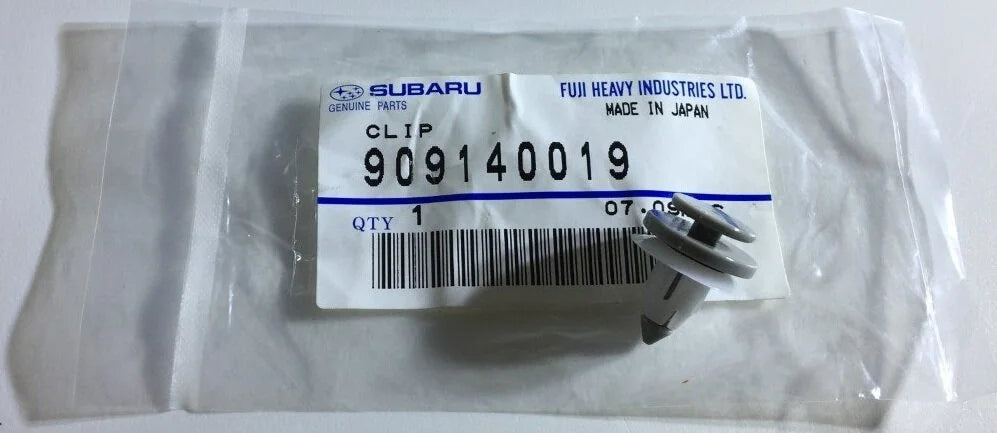 SUBARU
GENUINE PARTS
FUJI HEAVY INDUSTRIES LTD.
MADE IN JAPAN
CLIP
909140019
QTY 1